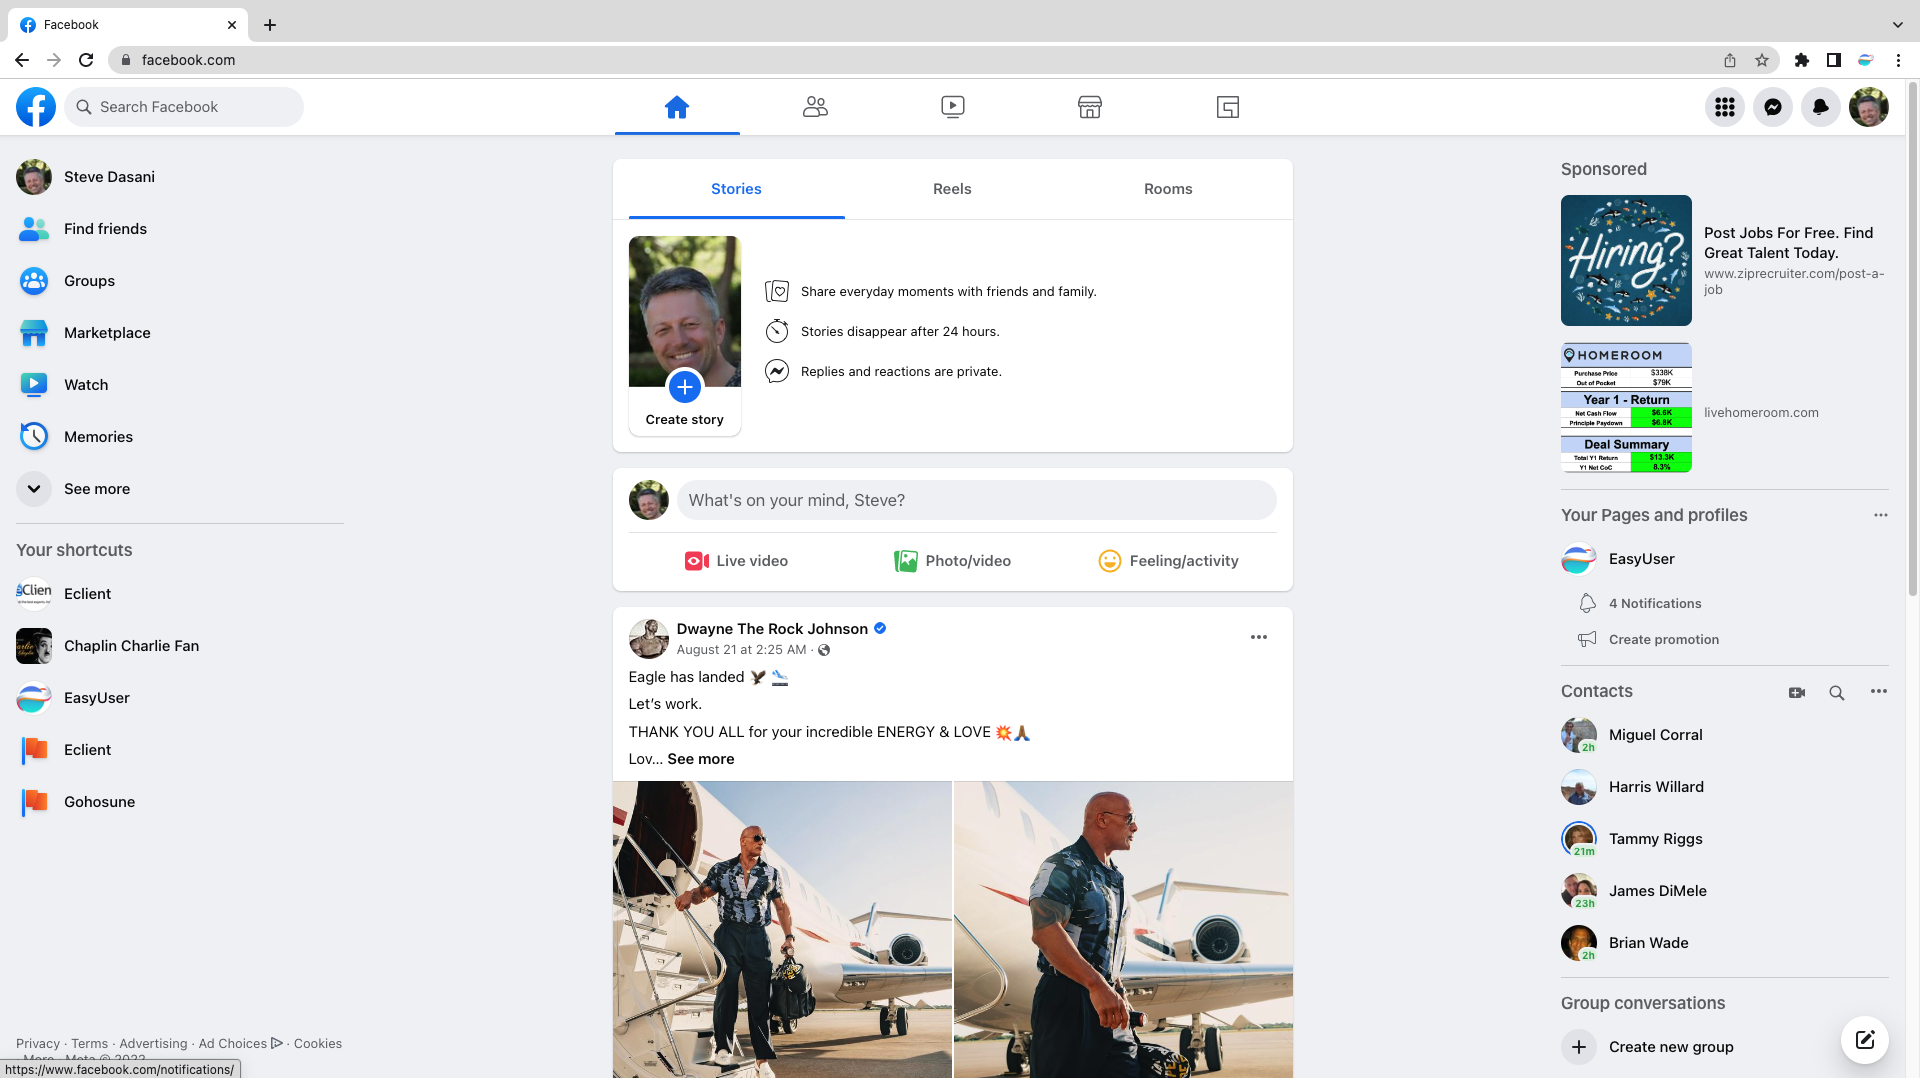 Facebook
facebook.com
Search Facebook
Steve Dasani
Find friends
Groups
Marketplace
Watch
Memories
See more
Your shortcuts
Eclient
Chaplin Charlie Fan
EasyUser
Eclient
Gohosune
Privacy · Terms · Advertising · Ad Choices · Cookies
· More · Meta © 2022
https://www.facebook.com/notifications/
Stories
Reels
Rooms
Share everyday moments with friends and family.
Stories disappear after 24 hours.
Replies and reactions are private.
Create story
What's on your mind, Steve?
Live video
Photo/video
Feeling/activity
Dwayne The Rock Johnson
August 21 at 2:25 AM ·
Eagle has landed
Let’s work.
THANK YOU ALL for your incredible ENERGY & LOVE
Lov... See more
Sponsored
Hiring?
Post Jobs For Free. Find
Great Talent Today.
www.ziprecruiter.com/post-a-
job
HOMEROOM
Purchase Price $338K
Out of Pocket $79K
Year 1 - Return
Net Cash Flow $6.6K
Principle Paydown $6.8K
Deal Summary
Total Y1 Return $13.3K
Y1 Net CoC 8.3%
livehomeroom.com
Your Pages and profiles
EasyUser
4 Notifications
Create promotion
Contacts
Miguel Corral
2h
Harris Willard
Tammy Riggs
21m
James DiMele
23h
Brian Wade
2h
Group conversations
Create new group